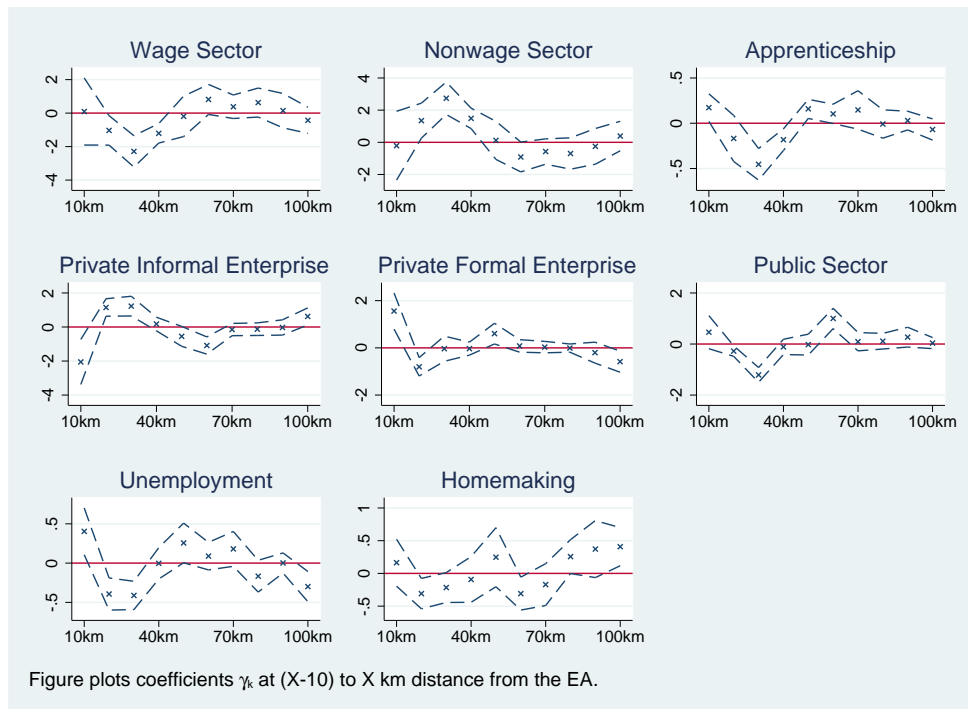 Wage Sector
2
0
-2
-4
10km 40km 70km 100km
Nonwage Sector
4
2
0
-2
10km 40km 70km 100km
Apprenticeship
.5
0
-.5
10km 40km 70km 100km
Private Informal Enterprise
2
0
-2
-4
10km 40km 70km 100km
Private Formal Enterprise
2
0
-2
10km 40km 70km 100km
Public Sector
2
0
-2
10km 40km 70km 100km
Unemployment
.5
0
-.5
10km 40km 70km 100km
Homemaking
1
.5
0
-.5
10km 40km 70km 100km
Figure plots coefficients γk at (X-10) to X km distance from the EA.